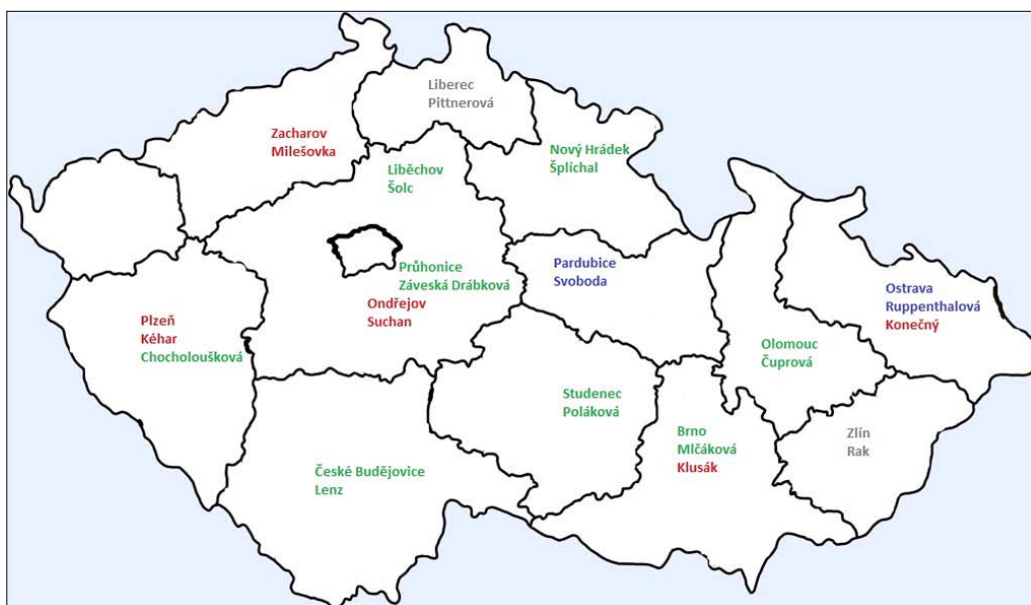 Liberec
Pittnerová
Zacharov
Milešovka
Nový Hrádek
Šplíchal
Liběchov
Šolc
Průhonice
Záveská Drábková
Ondřejov
Suchan
Pardubice
Svoboda
Ostrava
Ruppenthalová
Konečný
Plzeň
Kéhar
Chocholoušková
Olomouc
Čuprová
Studenec
Poláková
Brno
Mlčáková
Klusák
Zlín
Rak
České Budějovice
Lenz